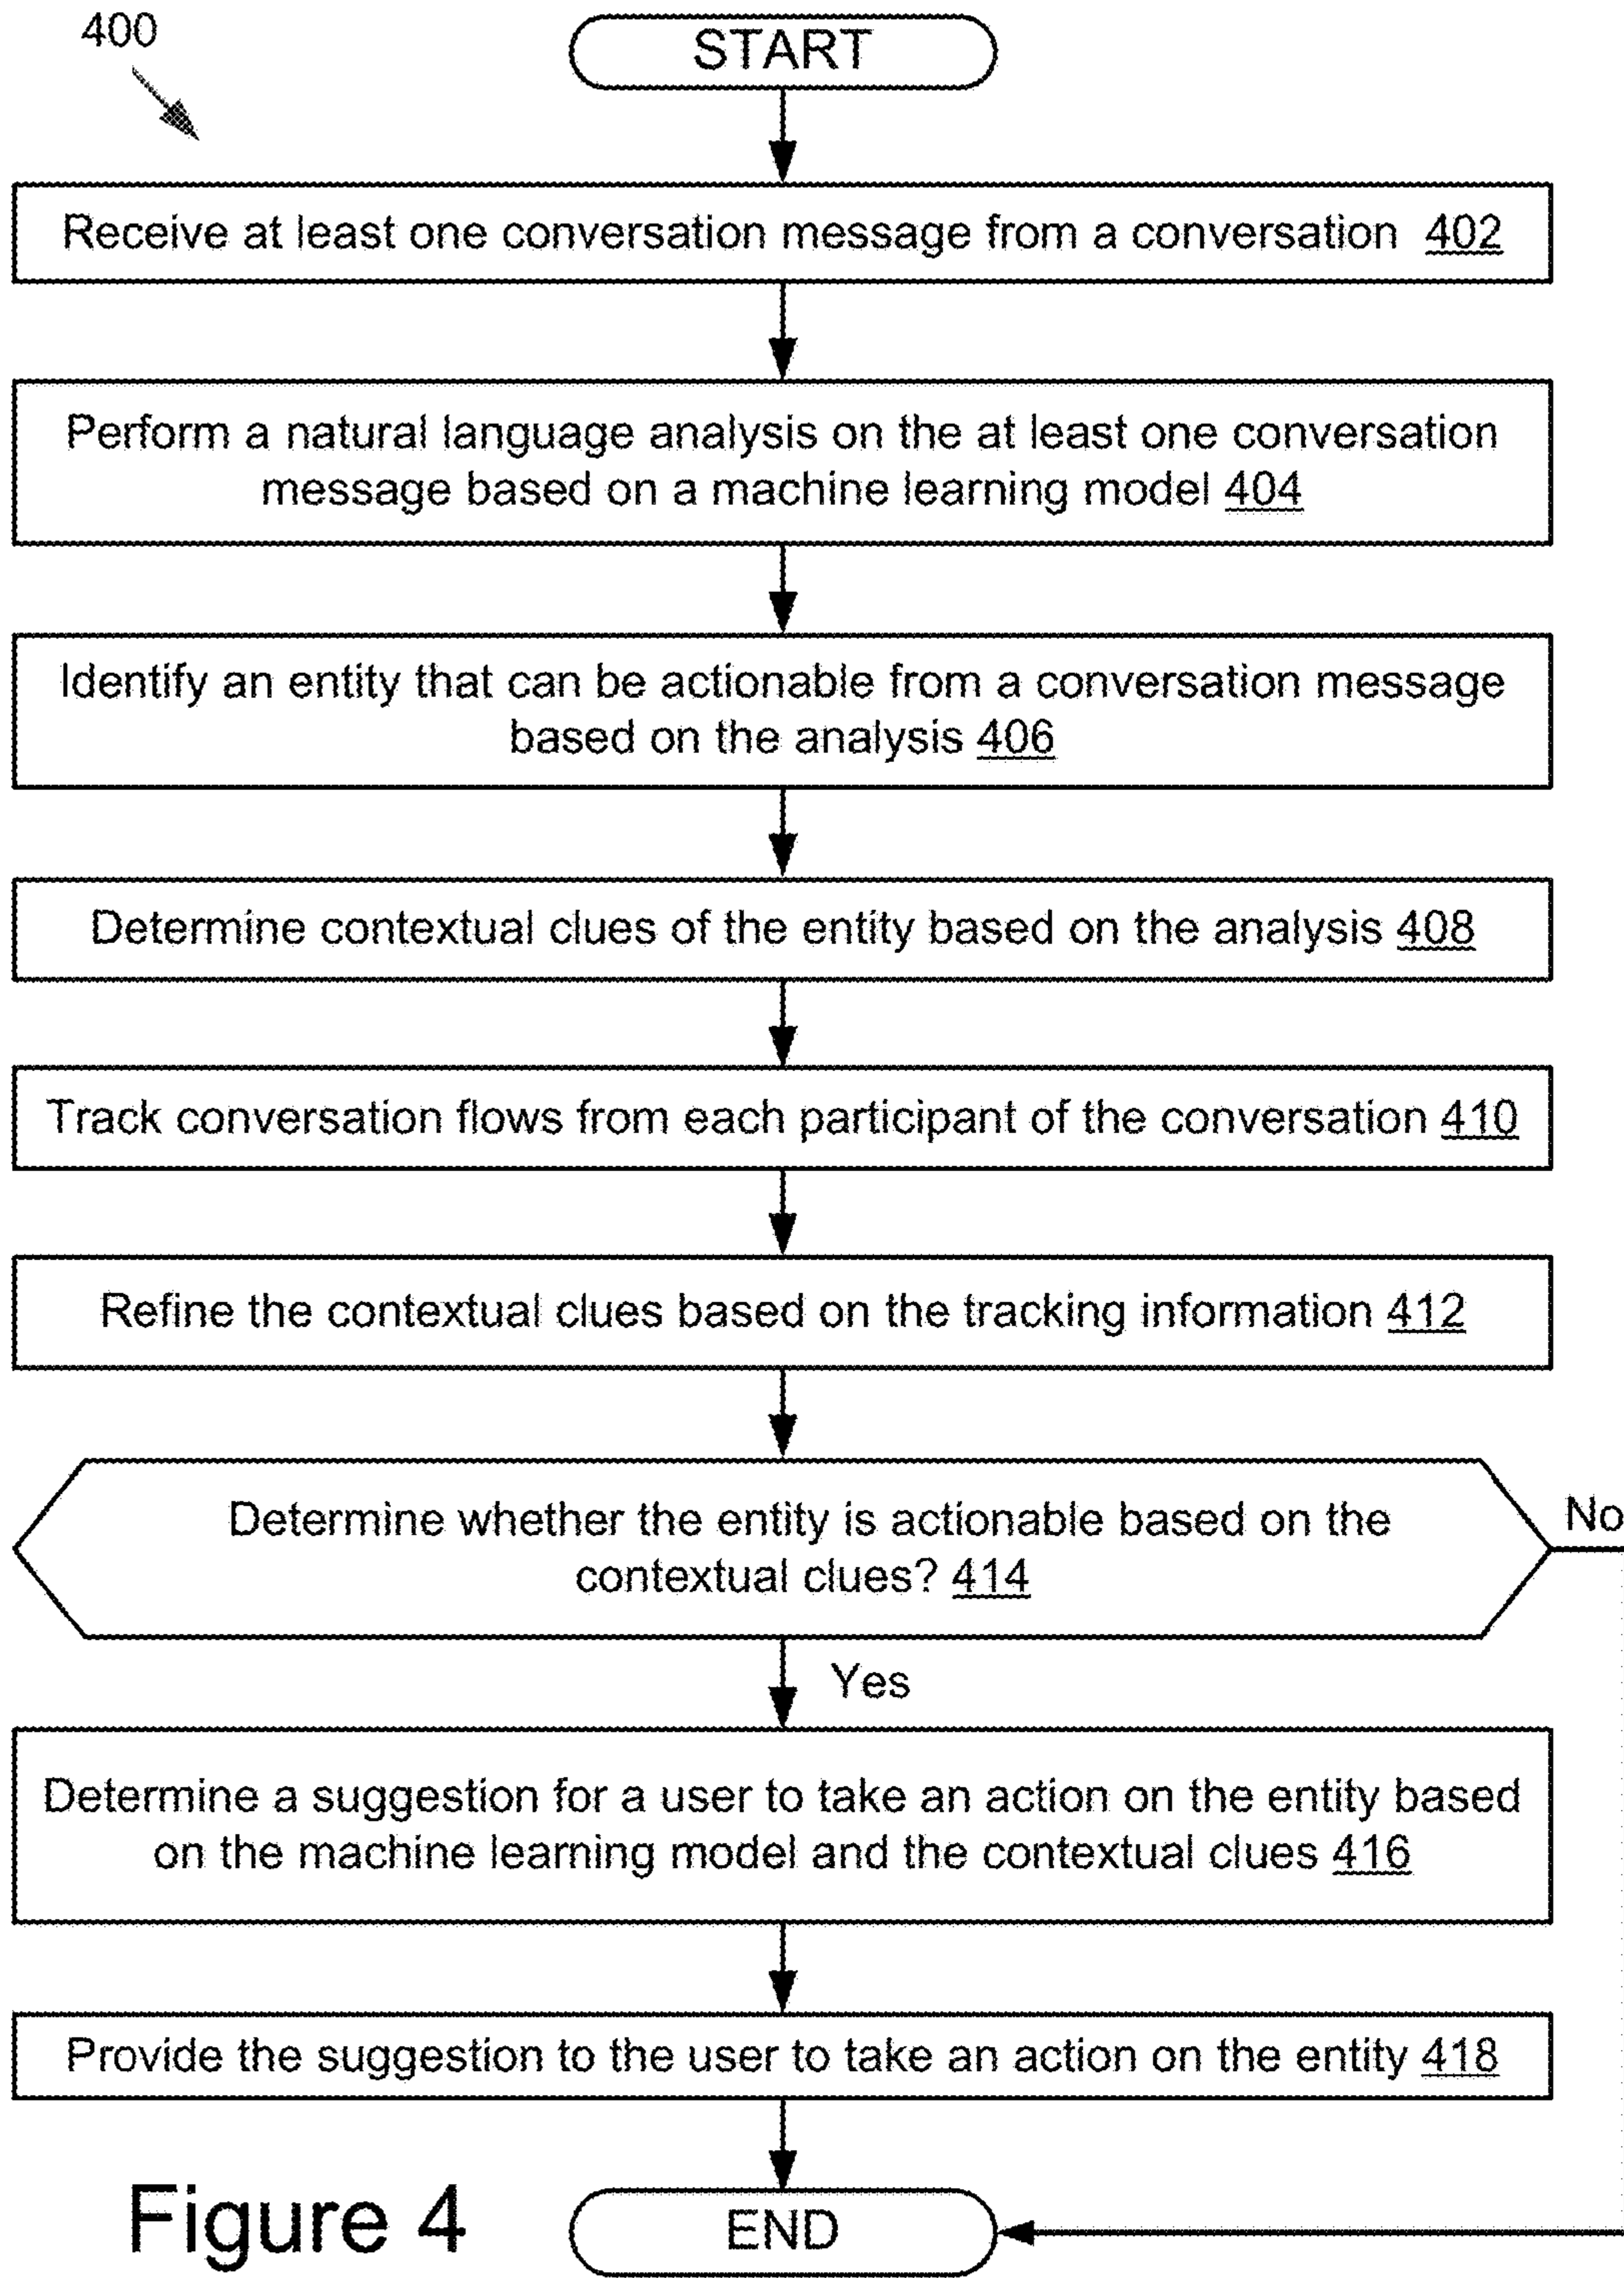 400
START
Receive at least one conversation message from a conversation 402
Perform a natural language analysis on the at least one conversation
message based on a machine learning model 404
Identify an entity that can be actionable from a conversation message
based on the analysis 406
Determine contextual clues of the entity based on the analysis 408
Track conversation flows from each participant of the conversation 410
Refine the contextual clues based on the tracking information 412
Determine whether the entity is actionable based on the
contextual clues? 414
No
Yes
Determine a suggestion for a user to take an action on the entity based
on the machine learning model and the contextual clues 416
Provide the suggestion to the user to take an action on the entity 418
END
Figure 4